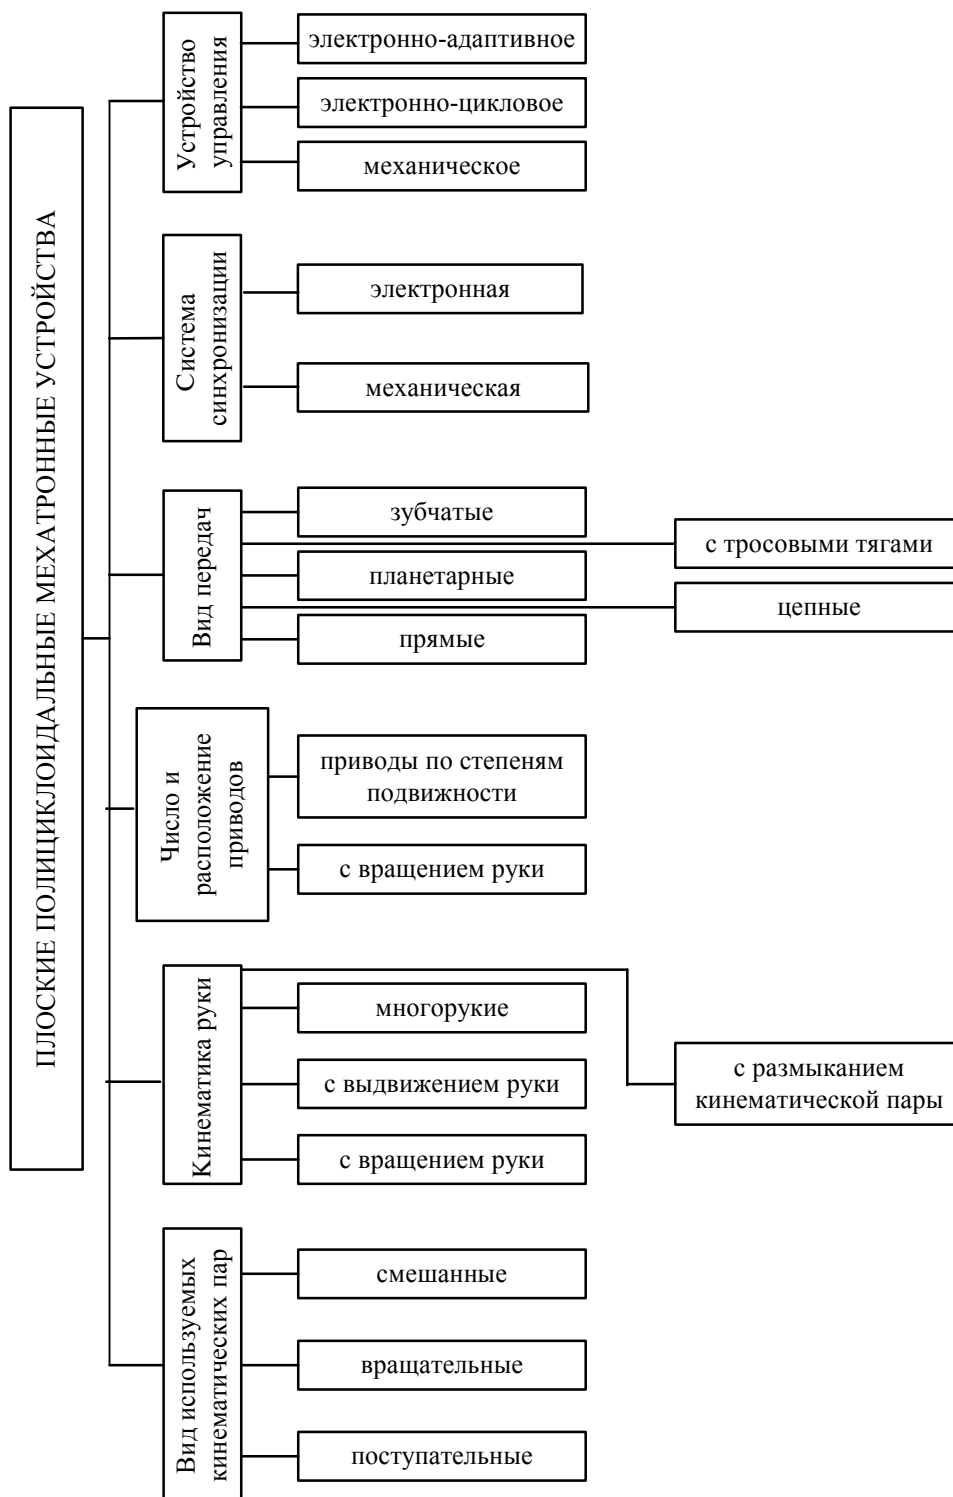 ПЛОСКИЕ ПОЛИЦИКЛОИДАЛЬНЫЕ МЕХАТРОННЫЕ УСТРОЙСТВА
Устройство
управления
электронно-адаптивное
электронно-цикловое
механическое
Система
синхронизации
электронная
механическая
Вид передач
зубчатые
с тросовыми тягами
планетарные
цепные
прямые
Число и
расположение
приводов
приводы по степеням
подвижности
с вращением руки
Кинематика руки
многорукие
с выдвижением руки
с вращением руки
с размыканием
кинематической пары
Вид используемых
кинематических пар
смешанные
вращательные
поступательные